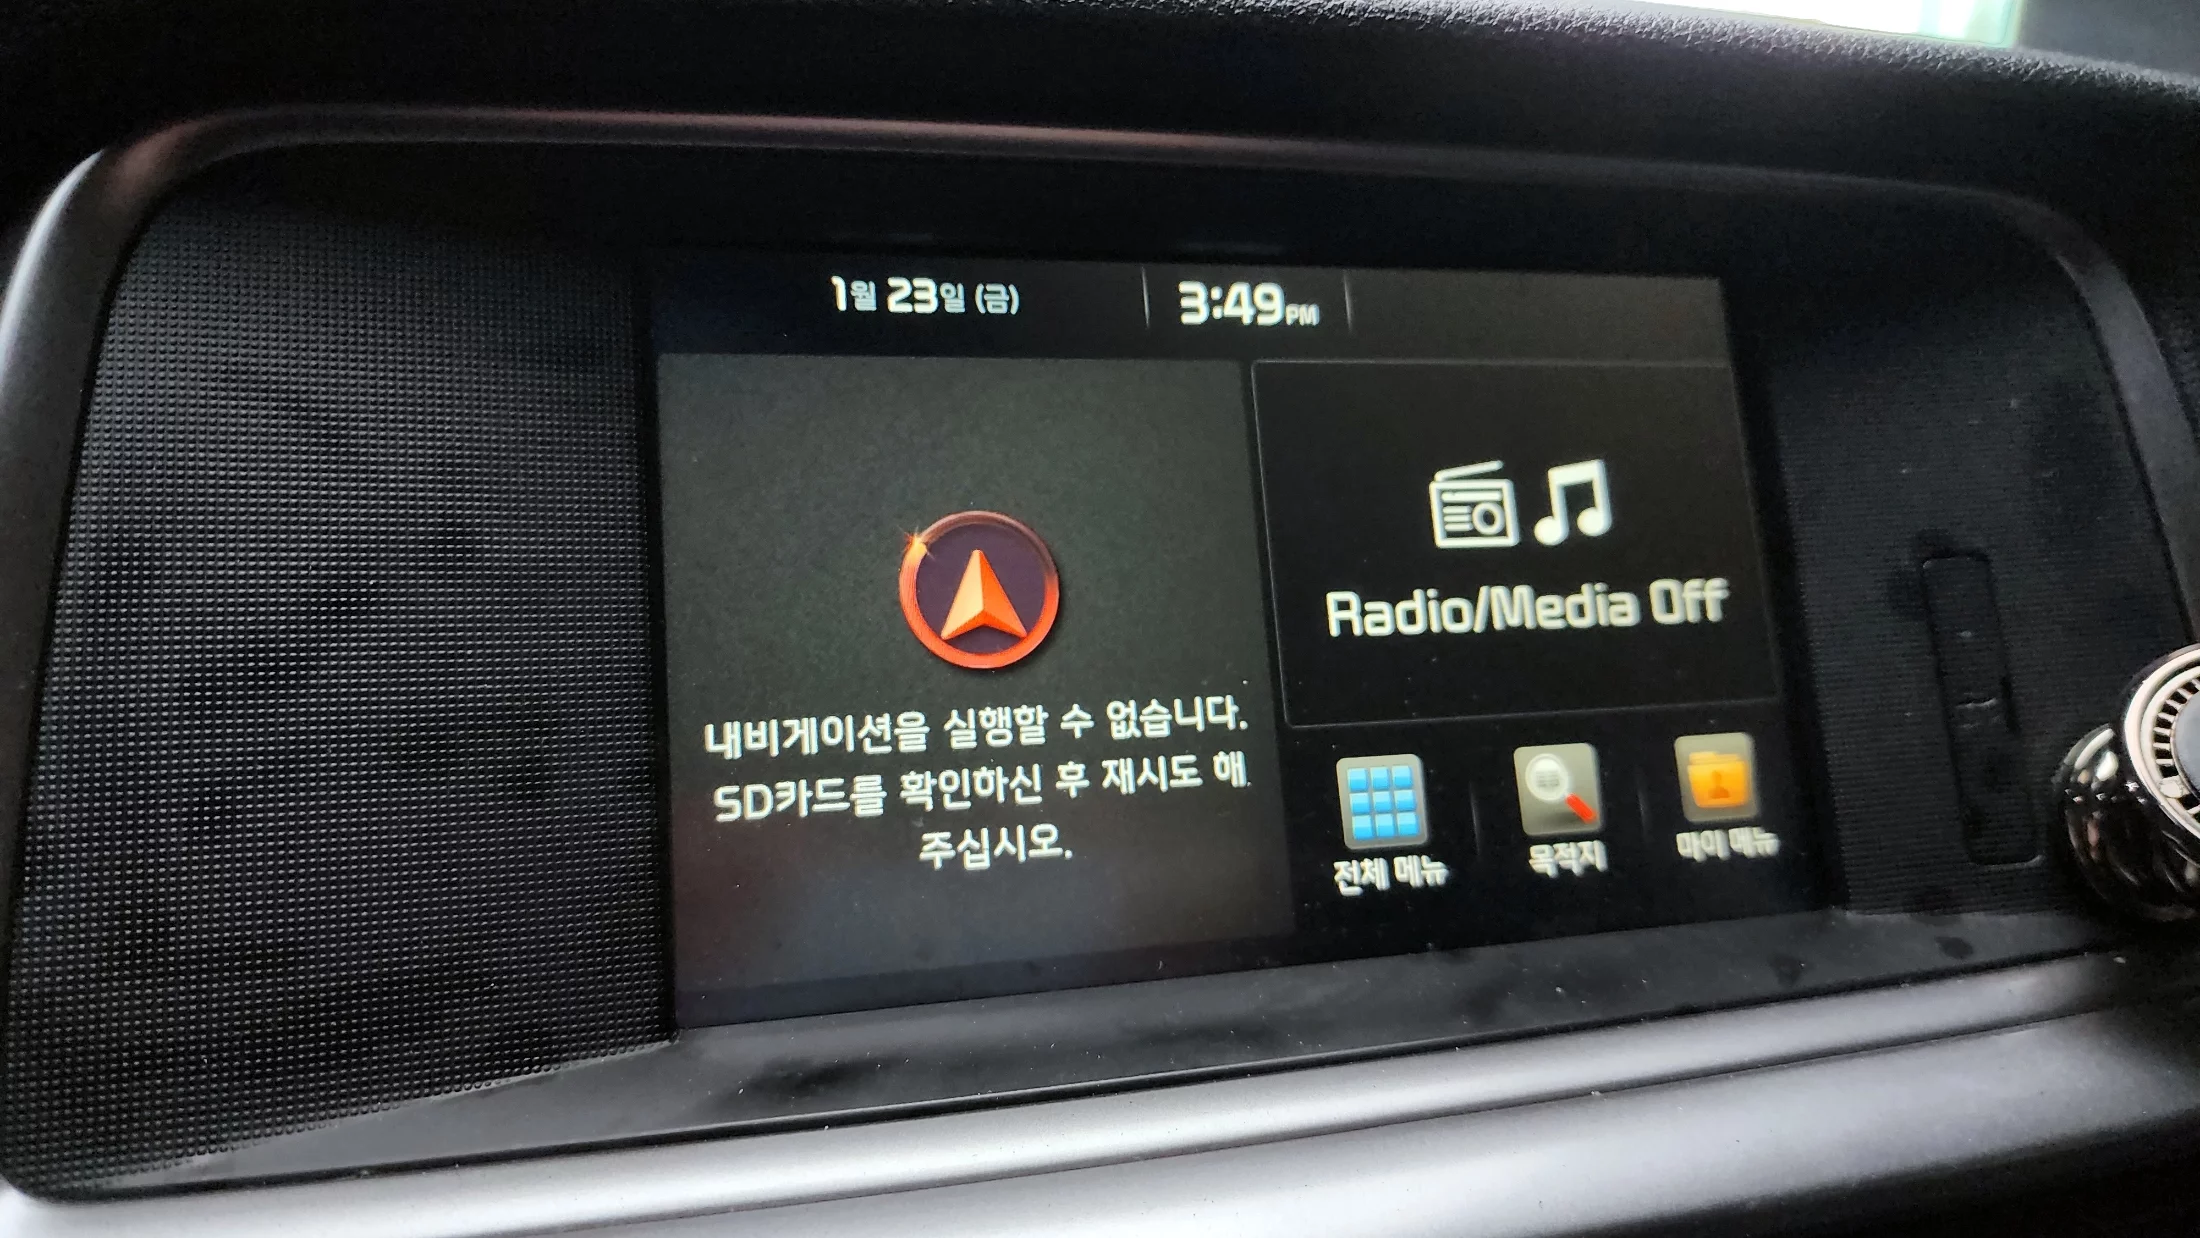 1월 23일 (금)
3:49PM
내비게이션을 실행할 수 없습니다.
SD카드를 확인하신 후 재시도 해
주십시오.
Radio/Media Off
전체 메뉴
목적지
마이 메뉴